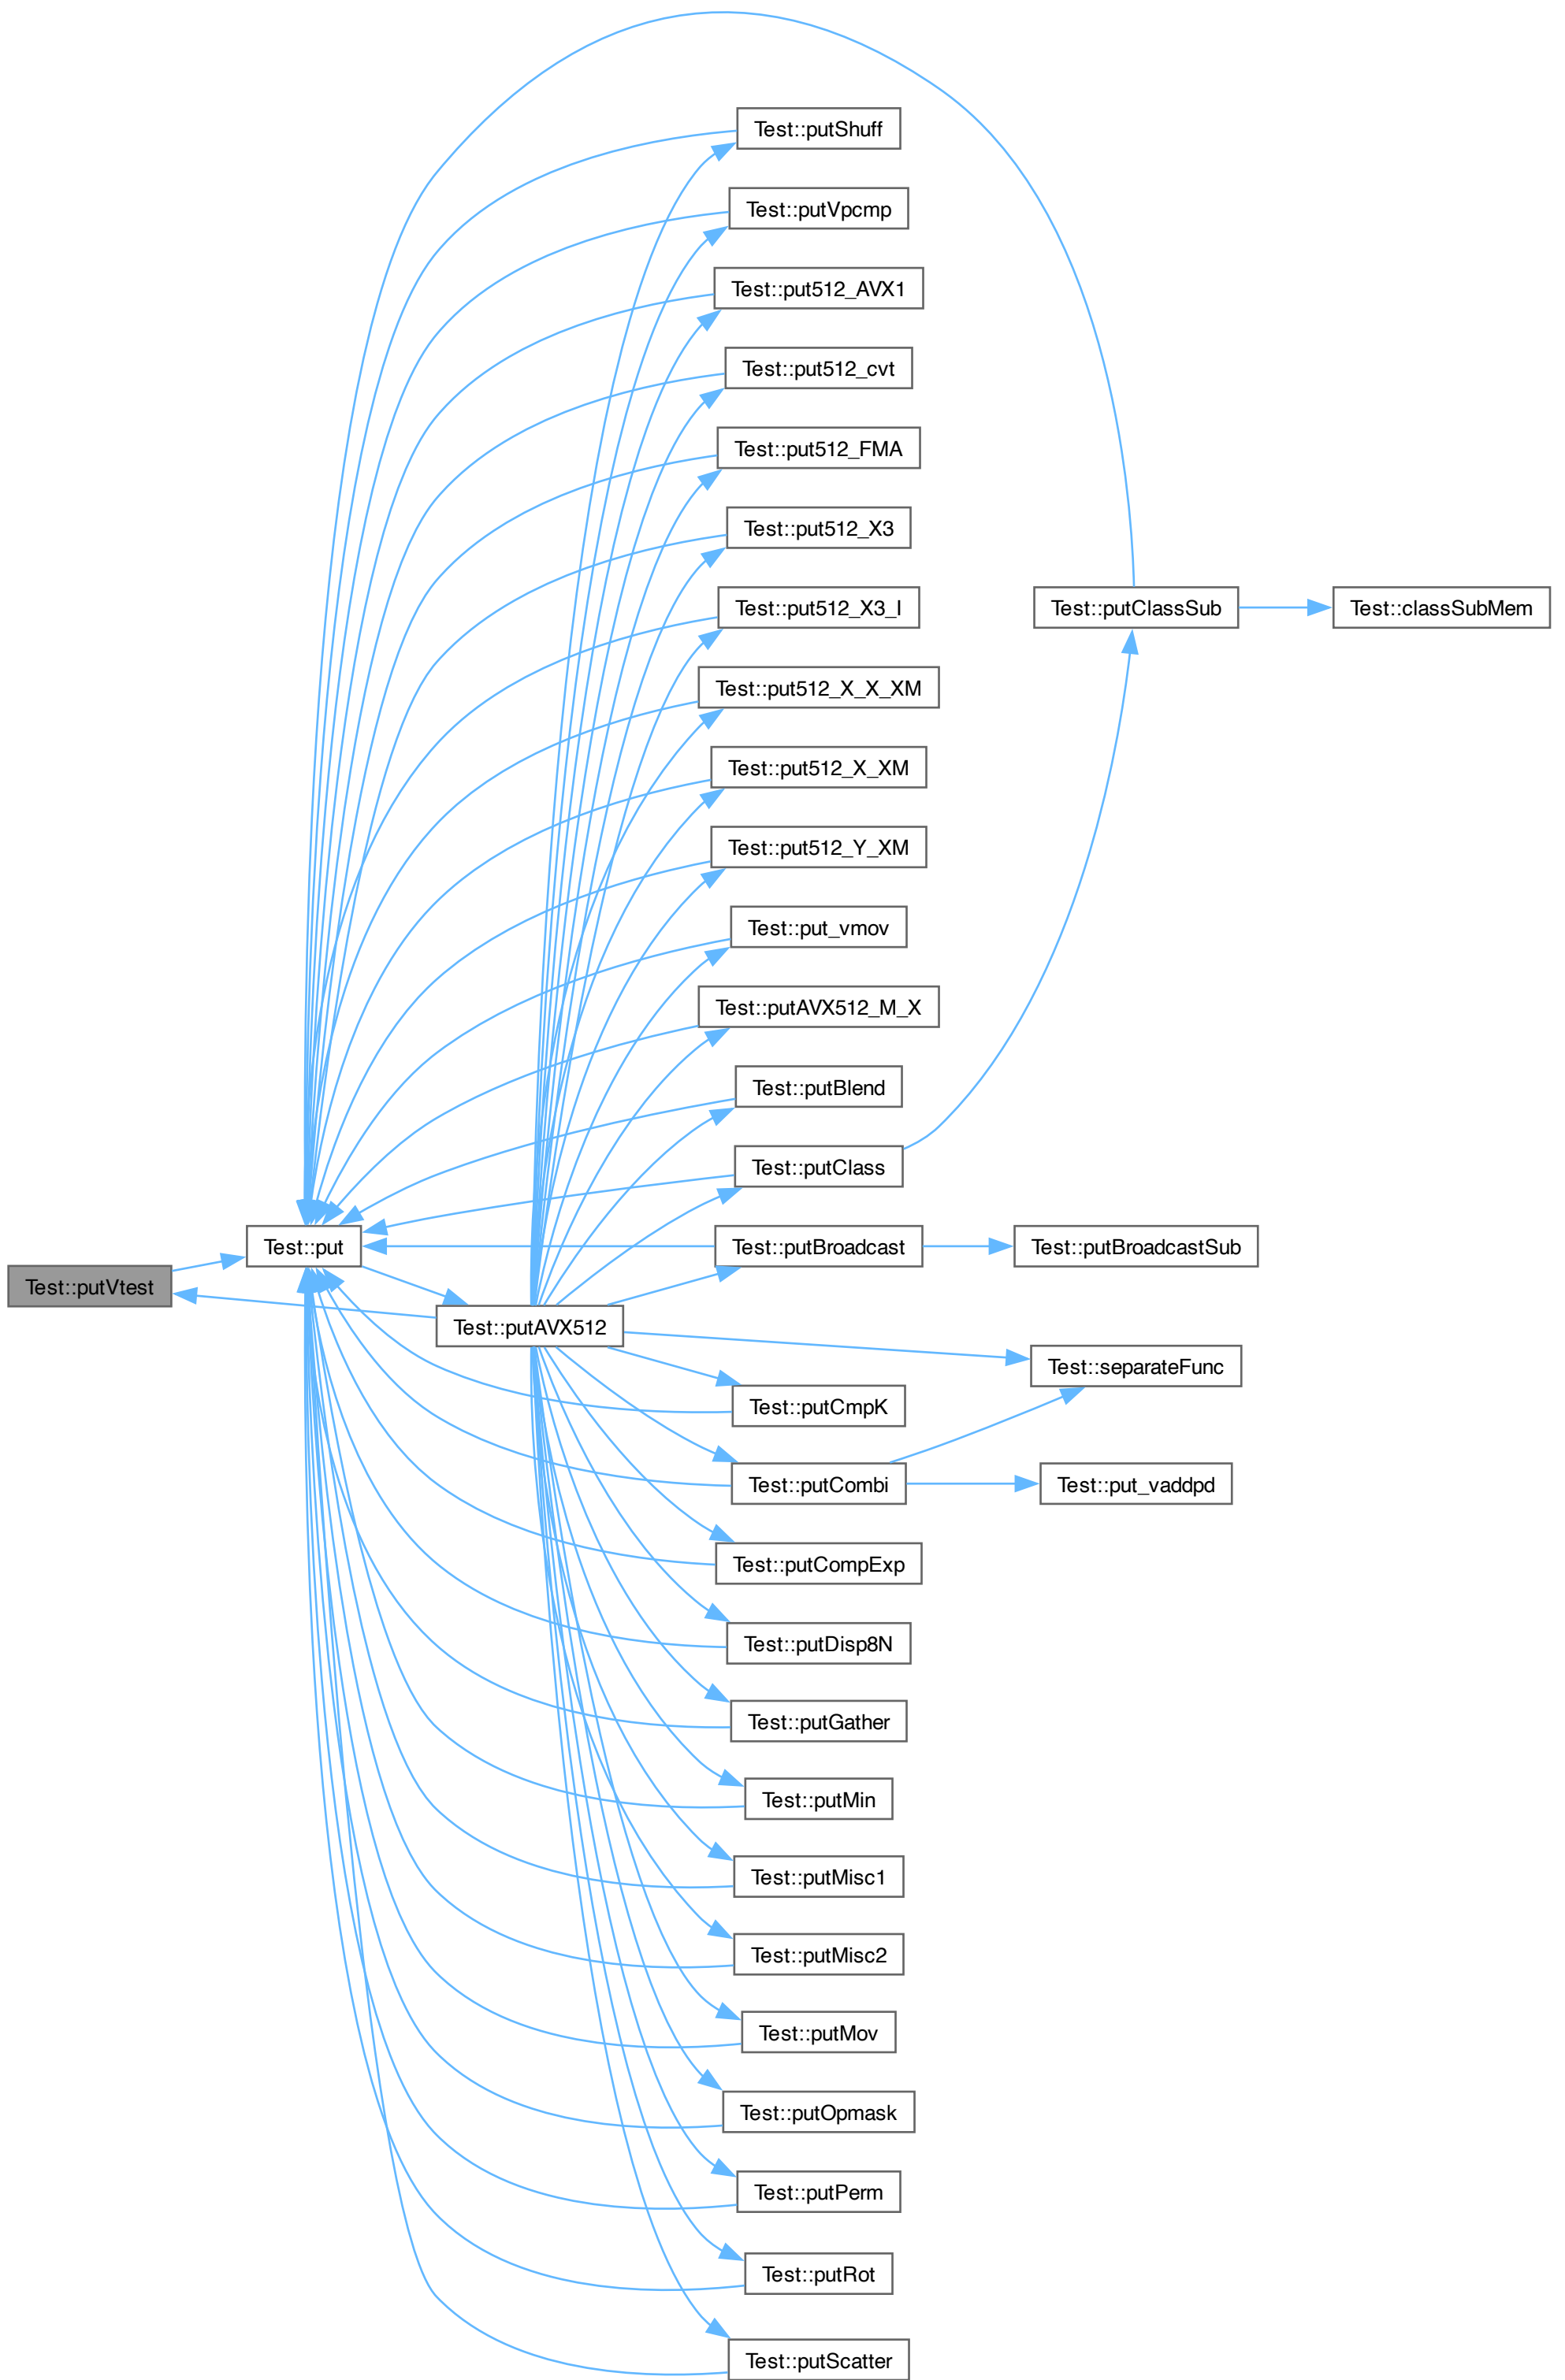 Test::putShuff
Test::putVpcmp
Test::put512_AVX1
Test::put512_cvt
Test::put512_FMA
Test::put512_X3
Test::put512_X3_I
Test::putClassSub
Test::classSubMem
Test::put512_X_X_XM
Test::put512_X_XM
Test::put512_Y_XM
Test::put_vmov
Test::putAVX512_M_X
Test::putBlend
Test::putClass
Test::put
Test::putBroadcast
Test::putBroadcastSub
Test::putVtest
Test::putAVX512
Test::separateFunc
Test::putCmpK
Test::putCombi
Test::put_vaddpd
Test::putCompExp
Test::putDisp8N
Test::putGather
Test::putMin
Test::putMisc1
Test::putMisc2
Test::putMov
Test::putOpmask
Test::putPerm
Test::putRot
Test::putScatter